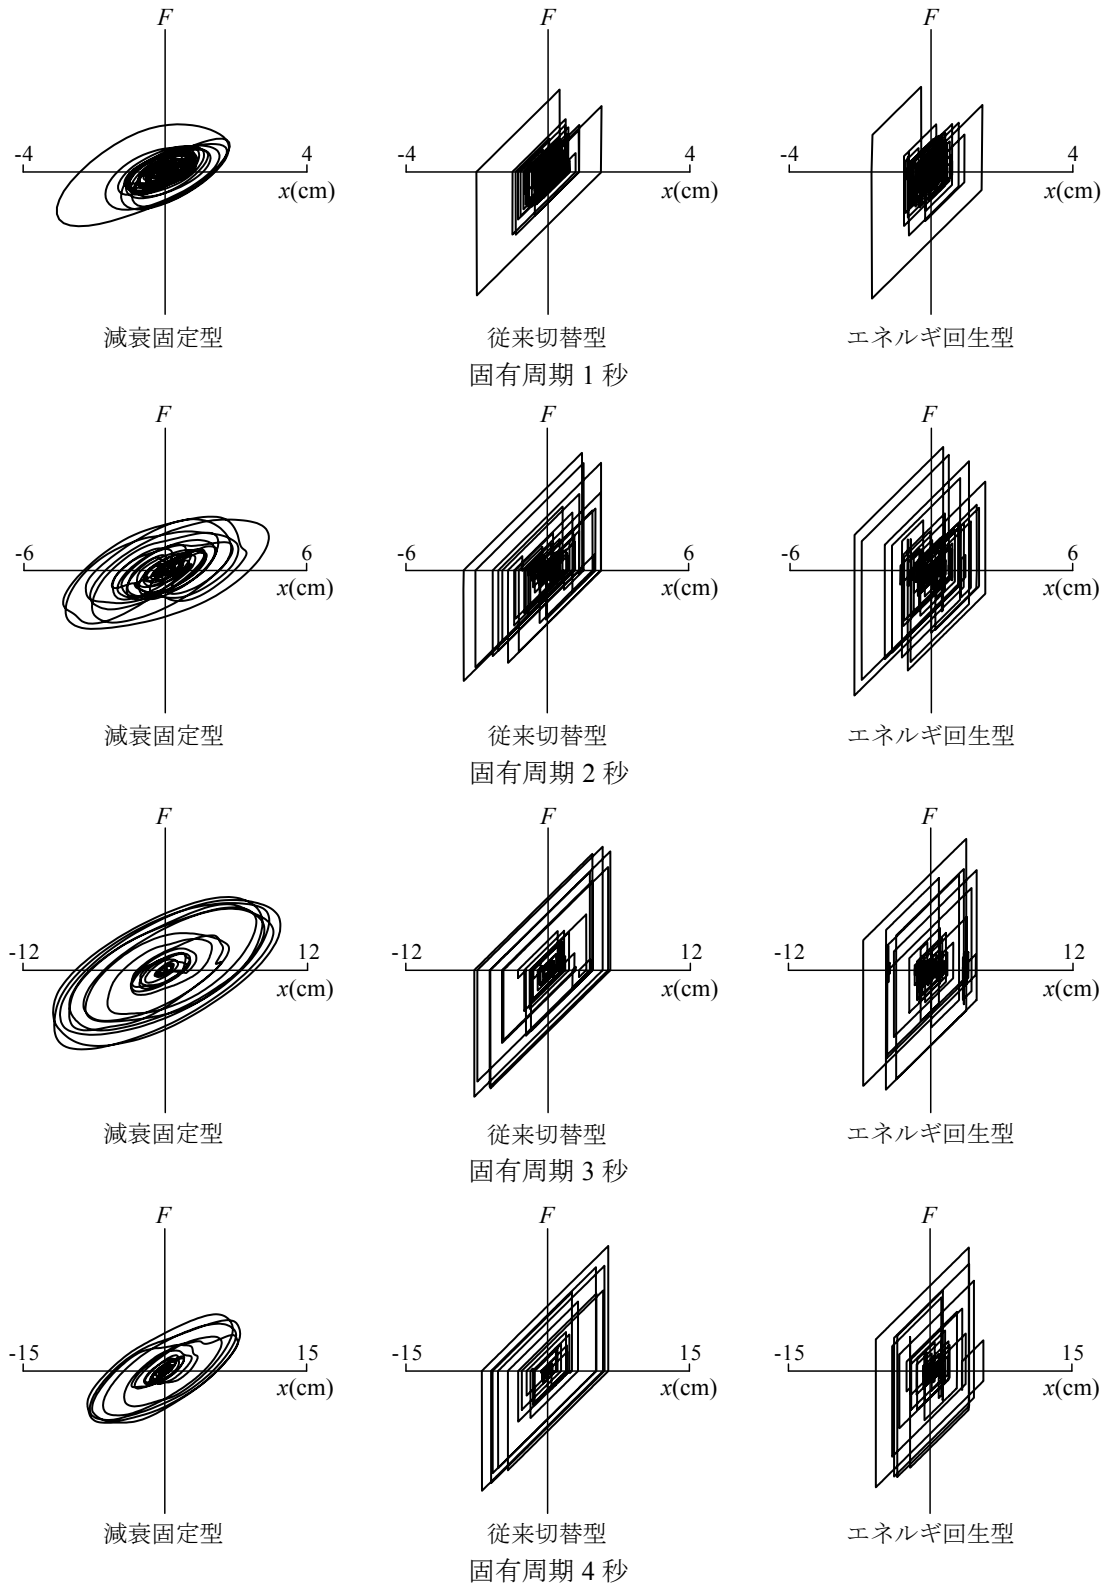 F F F
-4 4 -4 4 -4 4
x(cm) x(cm) x(cm)
減衰固定型 従来切替型 エネルギ回生型
固有周期 1 秒
F F F
-6 6 -6 6 -6 6
x(cm) x(cm) x(cm)
減衰固定型 従来切替型 エネルギ回生型
固有周期 2 秒
F F F
-12 12 -12 12 -12 12
x(cm) x(cm) x(cm)
減衰固定型 従来切替型 エネルギ回生型
固有周期 3 秒
F F F
-15 15 -15 15 -15 15
x(cm) x(cm) x(cm)
減衰固定型 従来切替型 エネルギ回生型
固有周期 4 秒